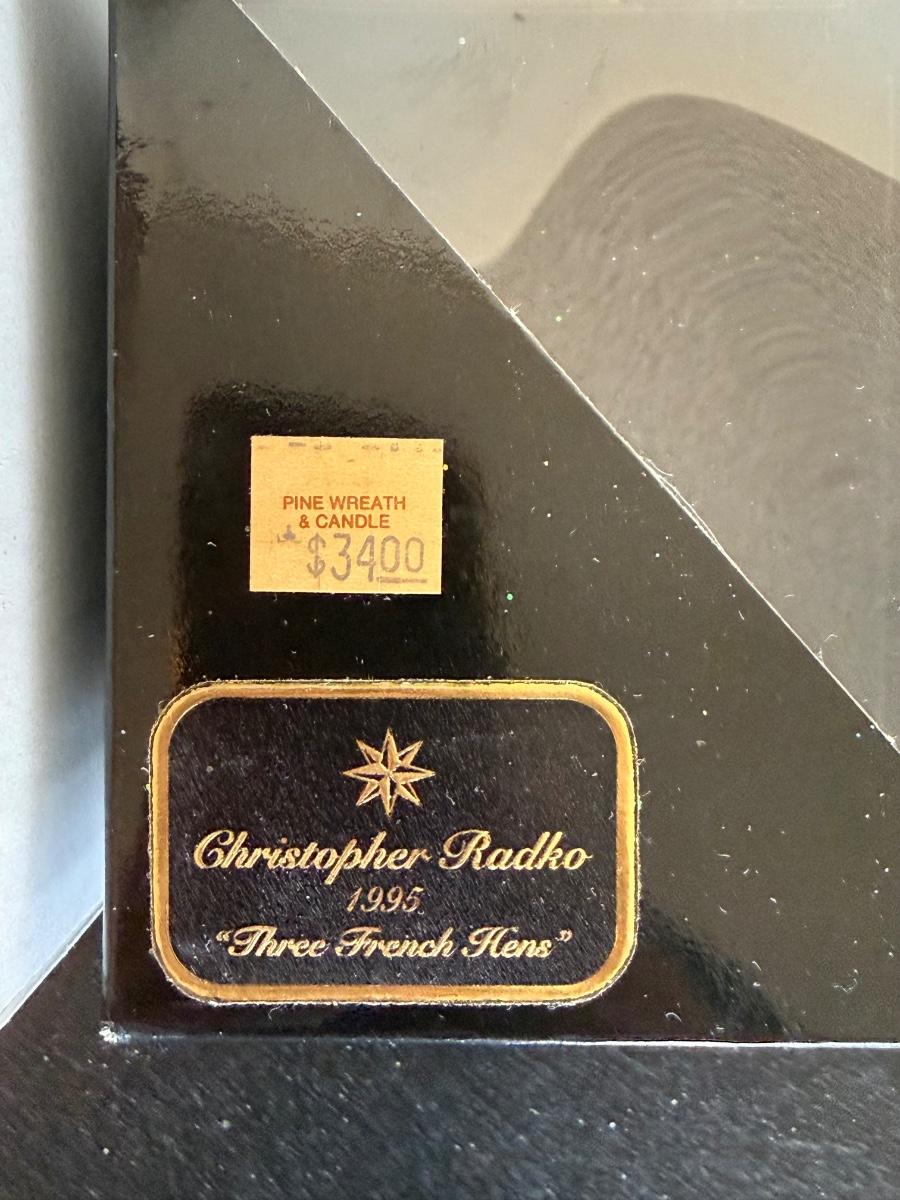 PINE WREATH
& CANDLE
$3400
Christopher Radko
1995
"Three French Hens"